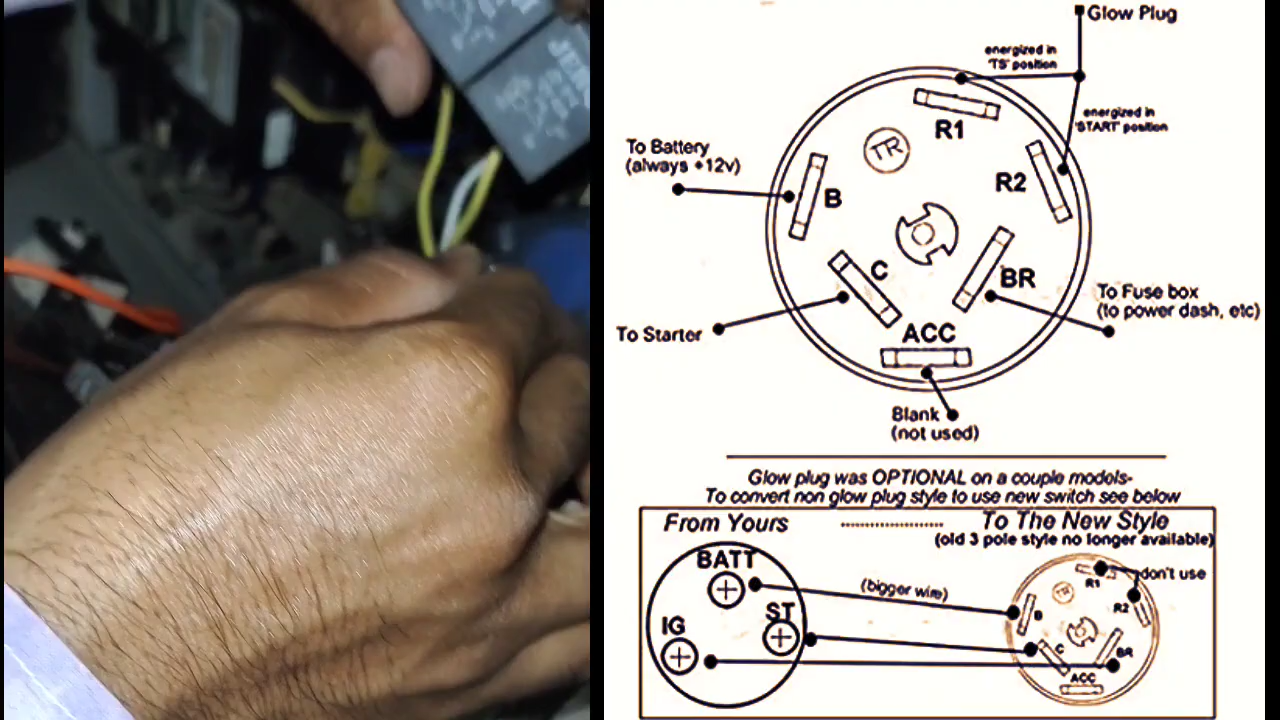 Glow Plug
energized in
'TS' position
energized in
'START' position
R1
TR
To Battery
(always +12v)
R2
B
C
BR
To Fuse box
(to power dash, etc)
To Starter
ACC
Blank
(not used)
Glow plug was OPTIONAL on a couple models-
To convert non glow plug style to use new switch see below
From Yours ...................... To The New Style
(old 3 pole style no longer available)
BATT
(bigger wire)
ST
IG
R1
don't use
TR
R2
B
C
BR
ACC